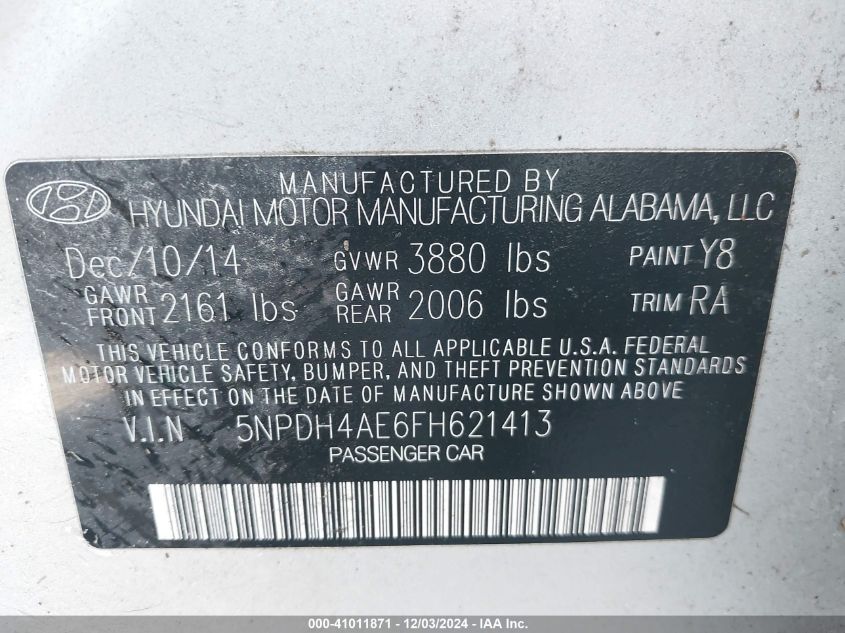 MANUFACTURED BY
HYUNDAI MOTOR MANUFACTURING ALABAMA, LLC
Dec/10/14 GVWR 3880 lbs PAINT Y8
GAWR FRONT 2161 lbs GAWR REAR 2006 lbs TRIM RA
THIS VEHICLE CONFORMS TO ALL APPLICABLE U.S.A. FEDERAL
MOTOR VEHICLE SAFETY, BUMPER, AND THEFT PREVENTION STANDARDS
IN EFFECT ON THE DATE OF MANUFACTURE SHOWN ABOVE
V.I.N 5NPDH4AE6FH621413
PASSENGER CAR
000-41011871 - 12/03/2024 - IAA Inc.